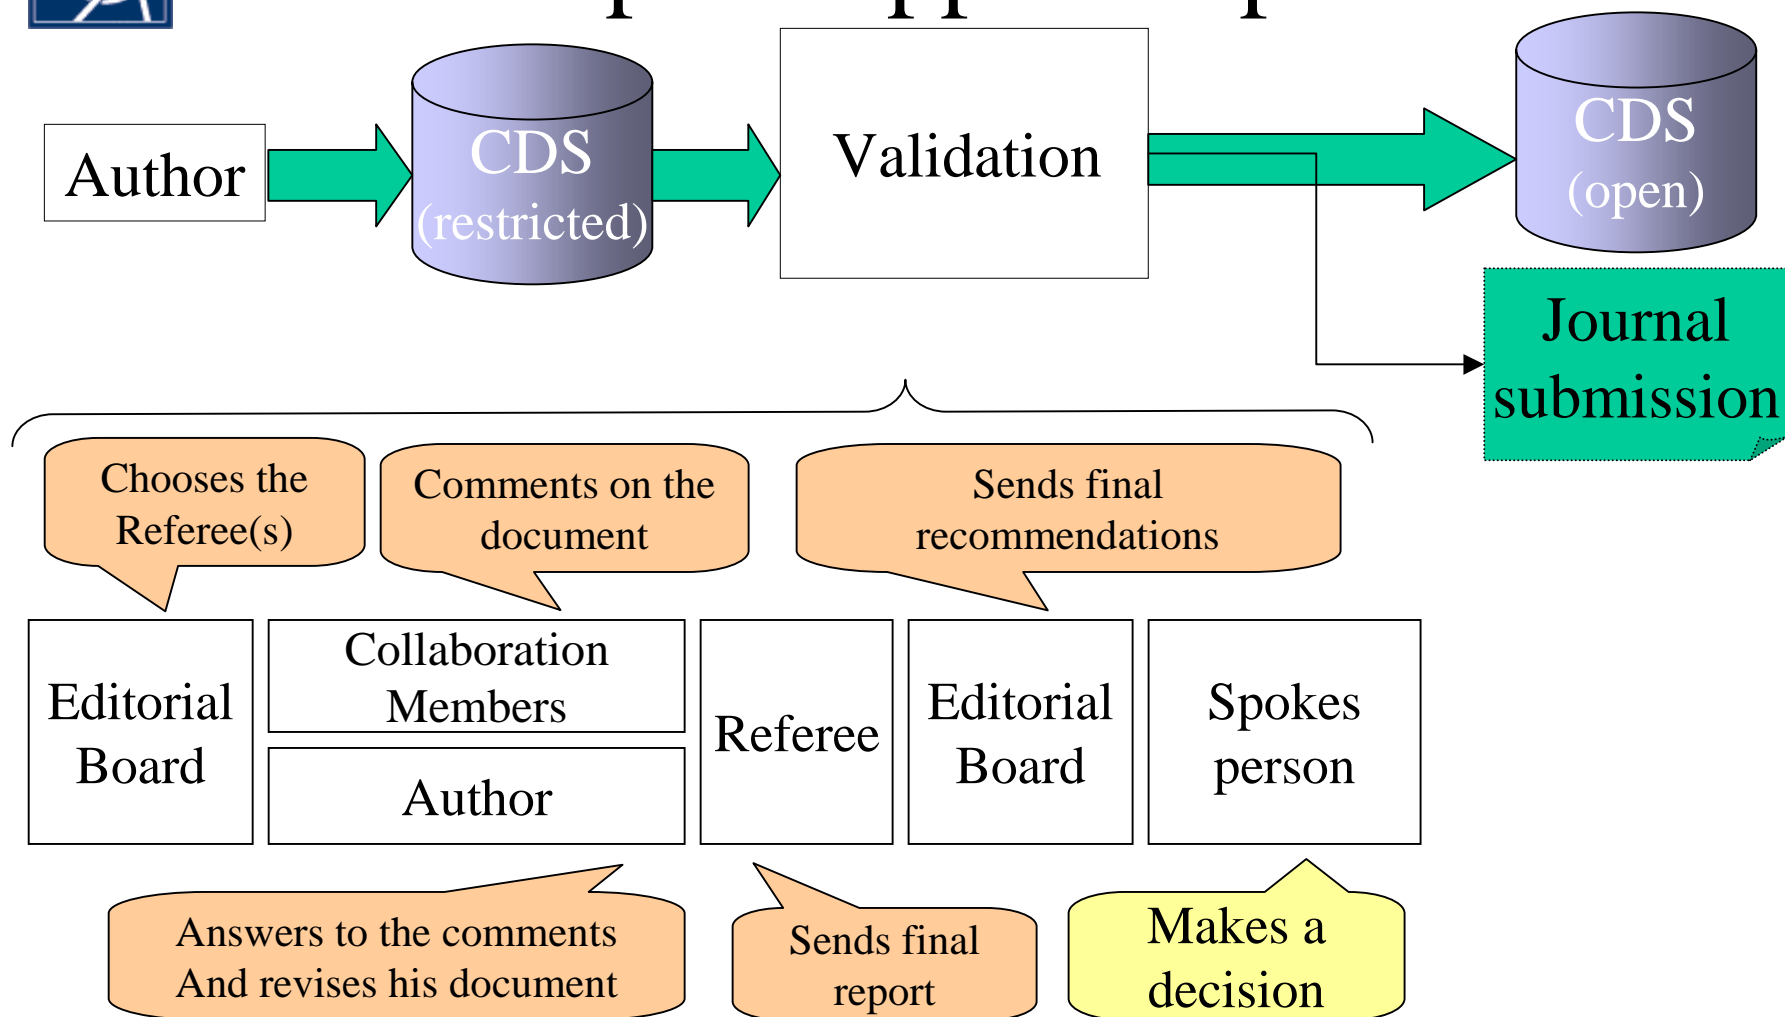 Author
CDS
(restricted)
Validation
CDS
(open)
Journal
submission
Chooses the
Referee(s)
Comments on the
document
Sends final
recommendations
Editorial
Board
Collaboration
Members
Author
Referee
Editorial
Board
Spokes
person
Answers to the comments
And revises his document
Sends final
report
Makes a
decision